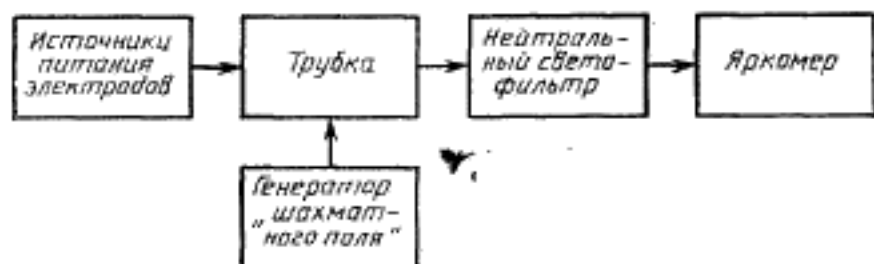 Источники
питания
электродов
Трубка
Нейтраль-
ный свето-
фильтр
Яркомер
Генератор
„шахмат-
ного поля“